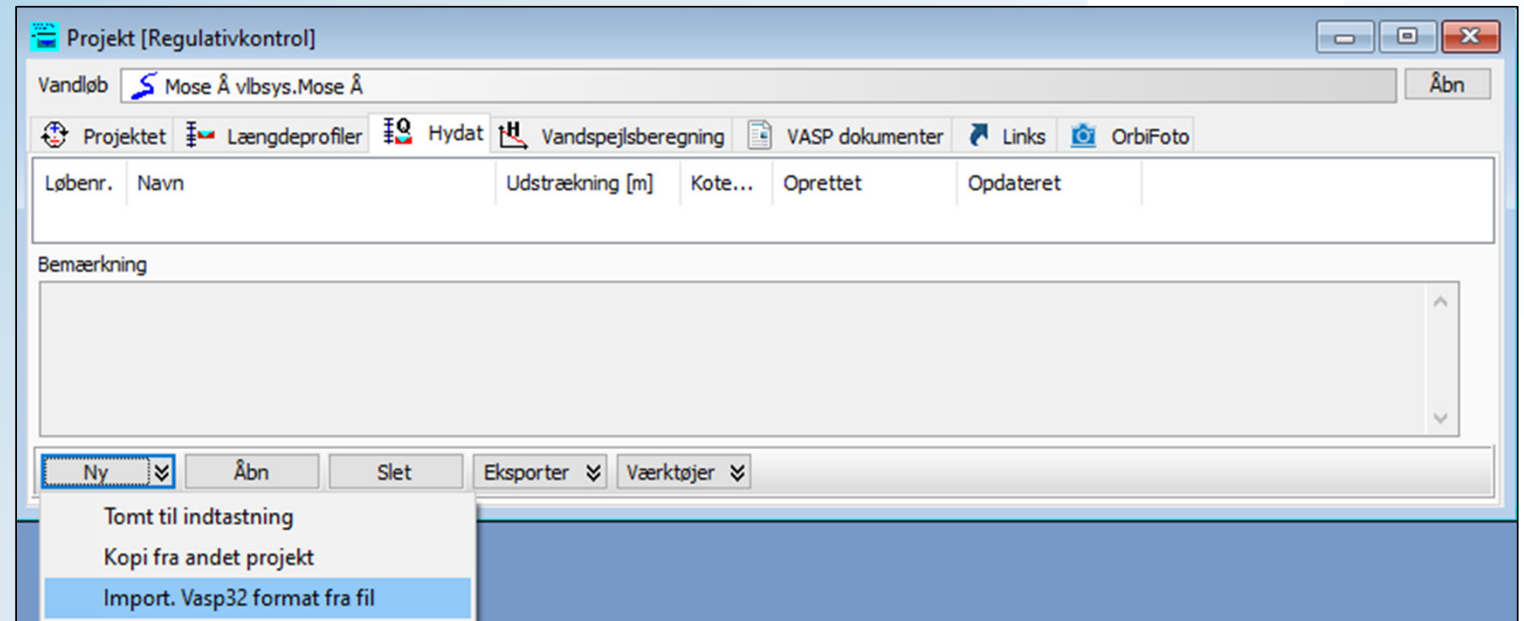 Projekt [Regulativkontrol]
Vandløb Mose Å vlbsys.Mose Å Åbn
Projektet Længdeprofiler Hydat Vandspejlsberegning VASP dokumenter Links OrbiFoto
Løbenr. Navn Udstrækning [m] Kote... Oprettet Opdateret
Bemærkning
Ny Åbn Slet Eksporter Værktøjer
Tomt til indtastning
Kopi fra andet projekt
Import. Vasp32 format fra fil